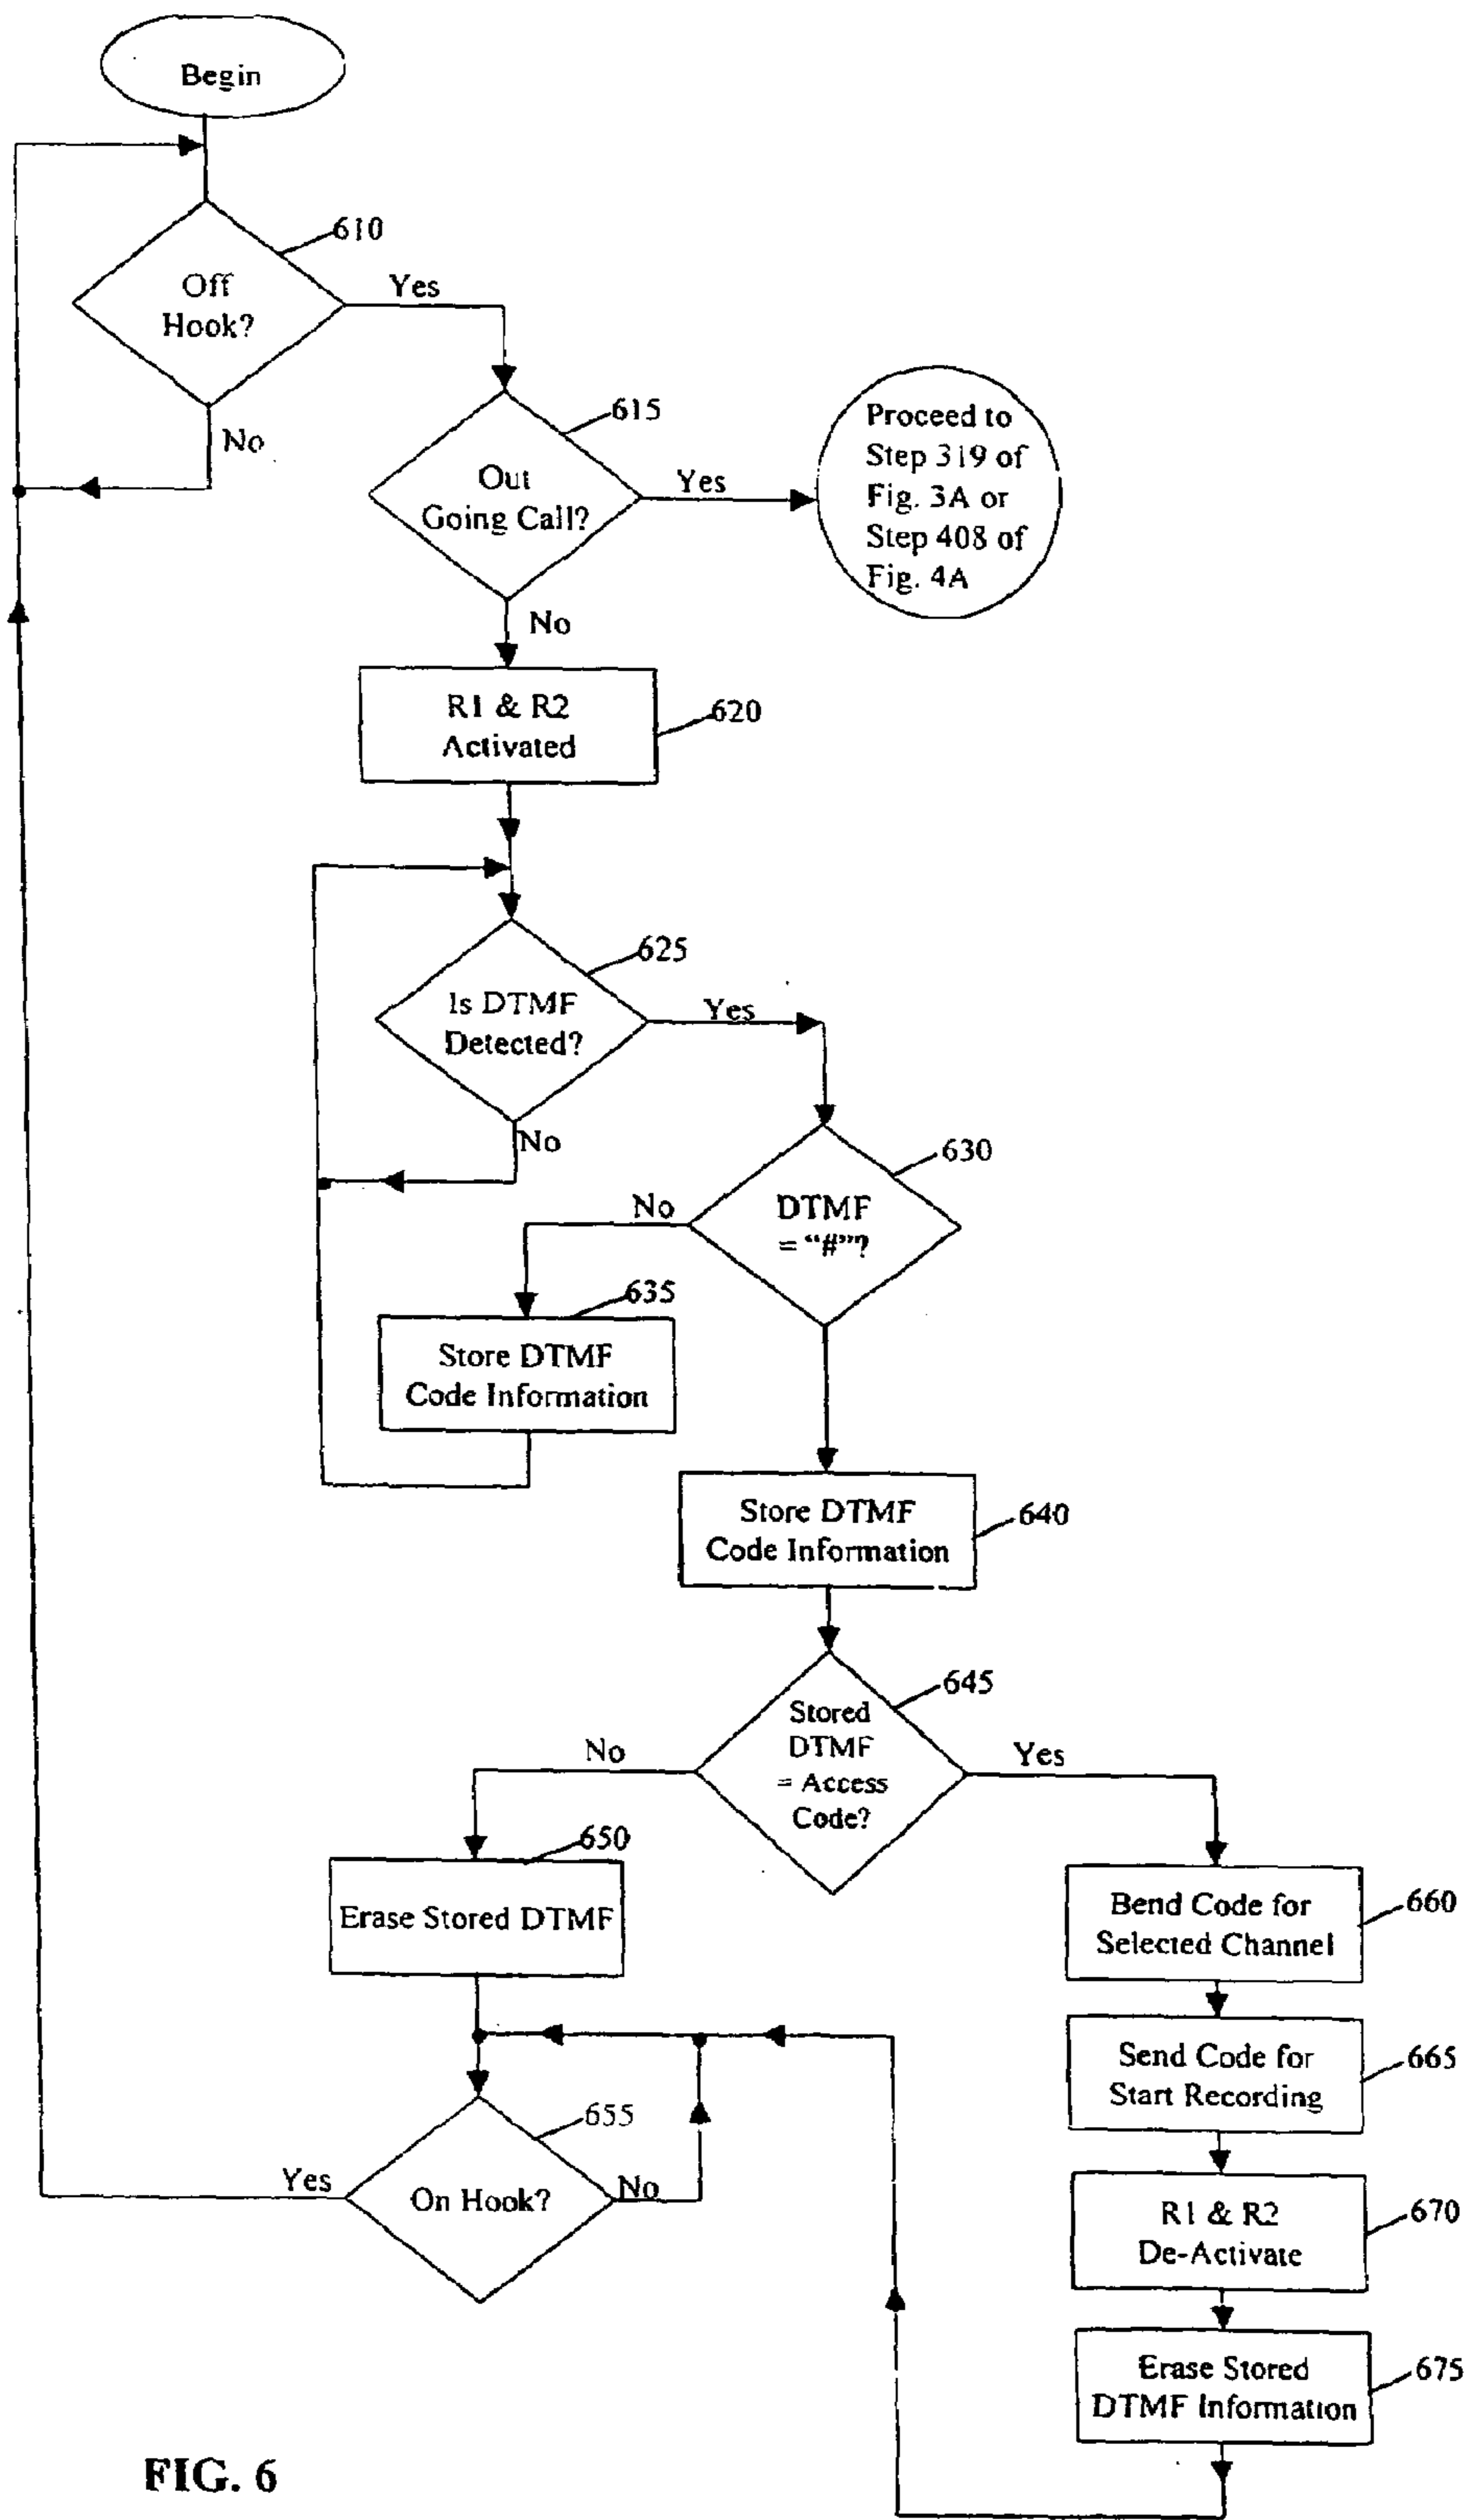 Begin
610
Off
Hook?
Yes
No
615
Out
Going Call?
Yes
Proceed to
Step 319 of
Fig. 3A or
Step 408 of
Fig. 4A
No
R1 & R2
Activated
620
625
Is DTMF
Detected?
Yes
No
630
DTMF
= "#"?
No
635
Store DTMF
Code Information
Store DTMF
Code Information
640
645
Stored
DTMF
= Access
Code?
No
Yes
650
Erase Stored DTMF
Bend Code for
Selected Channel
660
Send Code for
Start Recording
665
655
On Hook?
Yes
No
R1 & R2
De-Activate
670
Erase Stored
DTMF Information
675
FIG. 6